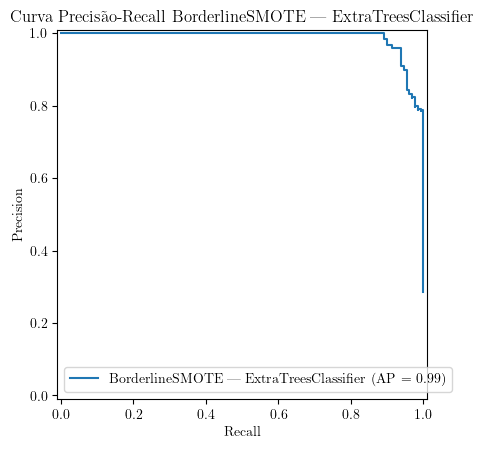 Curva Precisão-Recall BorderlineSMOTE — ExtraTreesClassifier
1.0
0.8
0.6
0.4
0.2
0.0
Precision
BorderlineSMOTE — ExtraTreesClassifier (AP = 0.99)
0.0 0.2 0.4 0.6 0.8 1.0
Recall